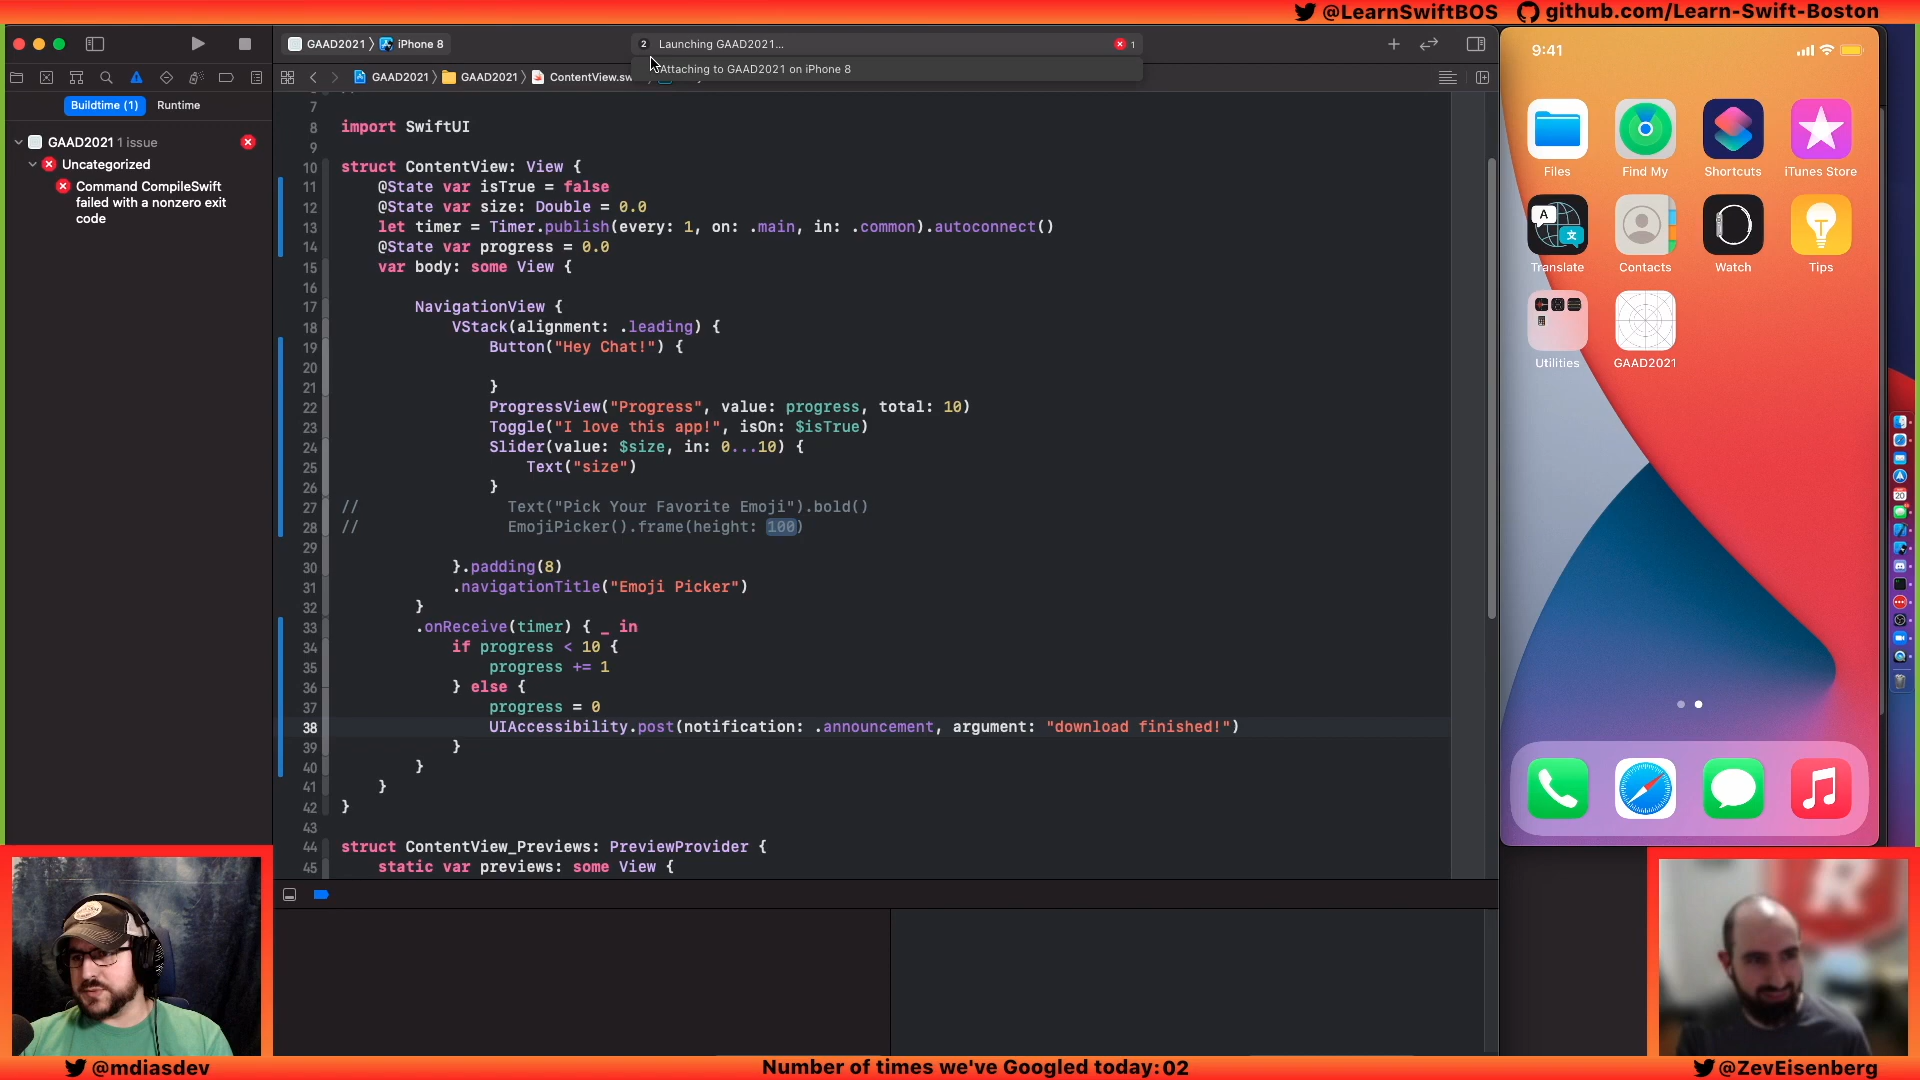 @LearnSwiftBOS github.com/Learn-Swift-Boston
GAAD2021 〉 iPhone 8
2 Launching GAAD2021... 1
Attaching to GAAD2021 on iPhone 8
GAAD2021 〉 GAAD2021 〉 ContentView.sw
Buildtime (1) Runtime
GAAD2021 1 issue
Uncategorized
Command CompileSwift
failed with a nonzero exit
code
7
8 import SwiftUI
9
10 struct ContentView: View {
11 @State var isTrue = false
12 @State var size: Double = 0.0
13 let timer = Timer.publish(every: 1, on: .main, in: .common).autoconnect()
14 @State var progress = 0.0
15 var body: some View {
16
17 NavigationView {
18 VStack(alignment: .leading) {
19 Button("Hey Chat!") {
20
21 }
22 ProgressView("Progress", value: progress, total: 10)
23 Toggle("I love this app!", isOn: $isTrue)
24 Slider(value: $size, in: 0...10) {
25 Text("size")
26 }
27 // Text("Pick Your Favorite Emoji").bold()
28 // EmojiPicker().frame(height: 100)
29
30 }.padding(8)
31 .navigationTitle("Emoji Picker")
32 }
33 .onReceive(timer) { _ in
34 if progress < 10 {
35 progress += 1
36 } else {
37 progress = 0
38 UIAccessibility.post(notification: .announcement, argument: "download finished!")
39 }
40 }
41 }
42 }
43
44 struct ContentView_Previews: PreviewProvider {
45 static var previews: some View {
9:41
Files Find My Shortcuts iTunes Store
Translate Contacts Watch Tips
Utilities GAAD2021
@mdiasdev
Number of times we've Googled today: 02
@ZevEisenberg